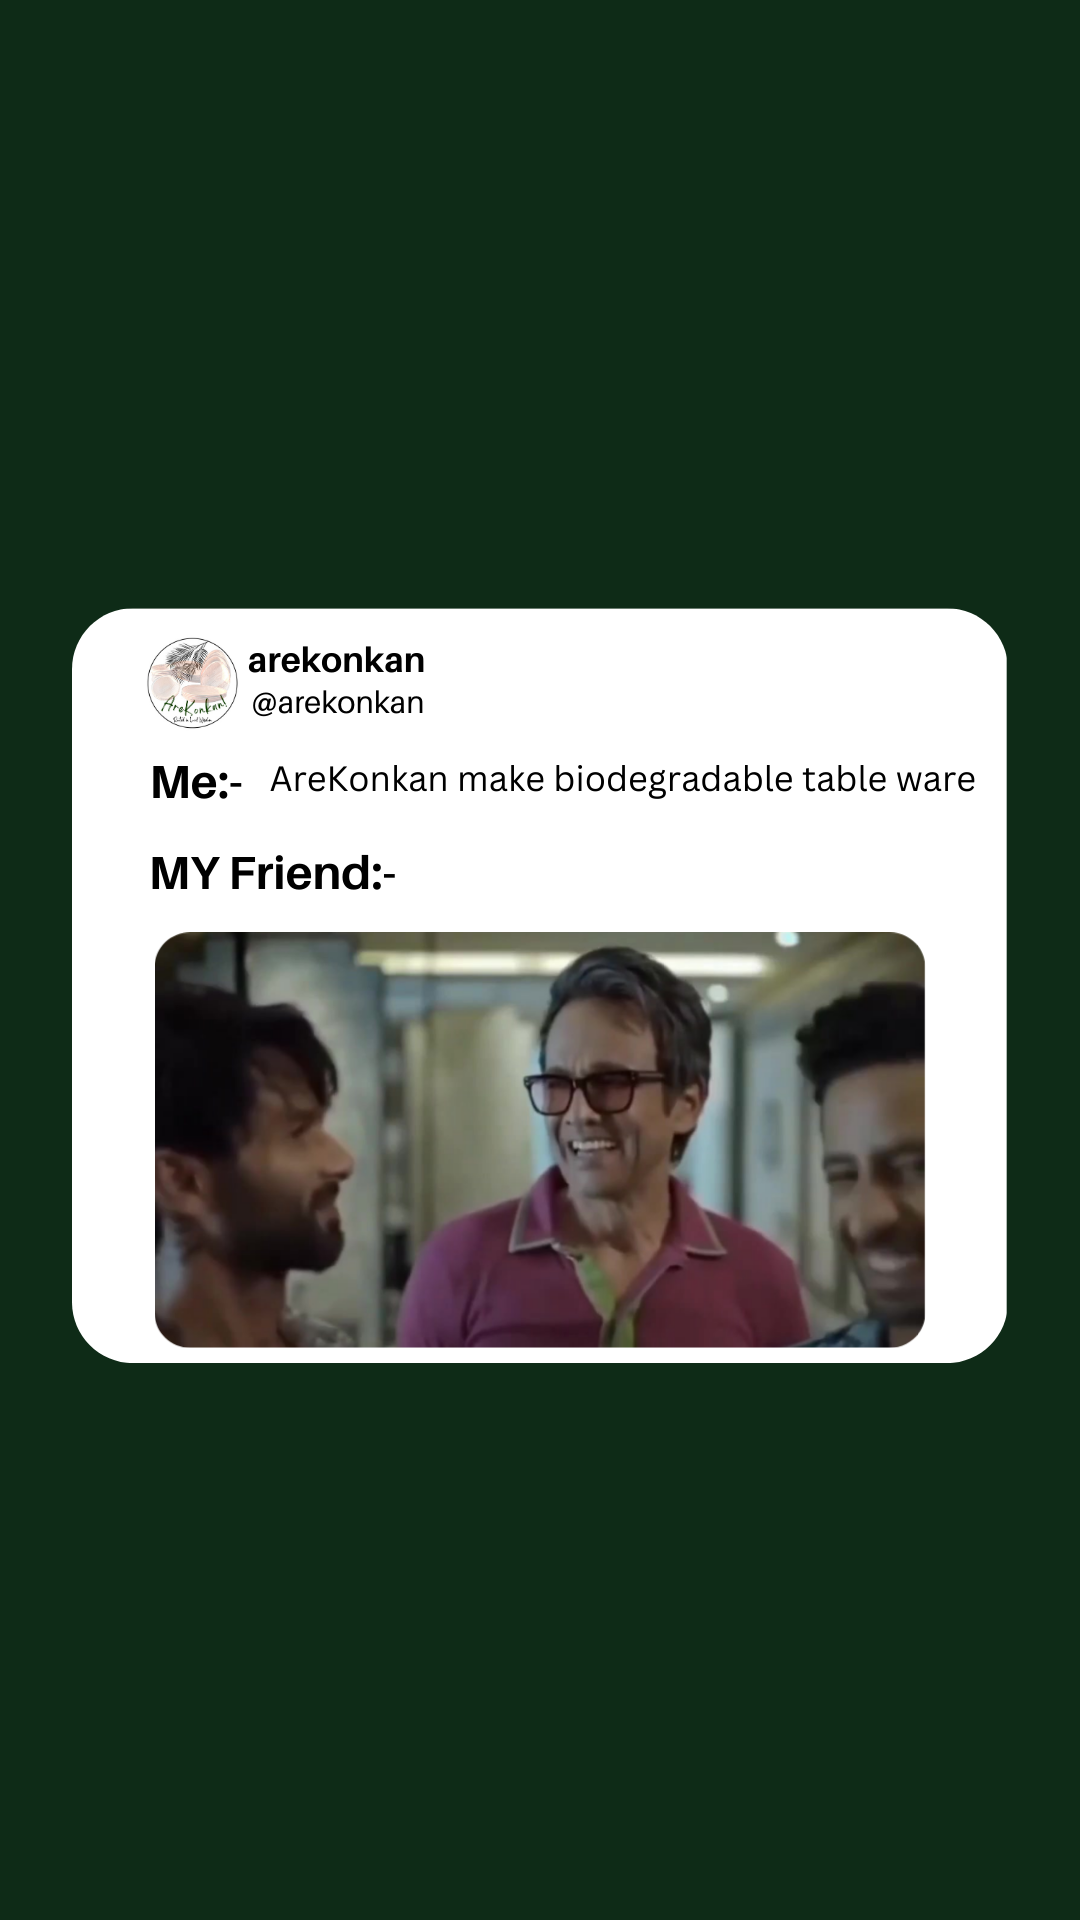 AreKonkan!
arekonkan
@arekonkan
Me:- AreKonkan make biodegradable table ware
MY Friend:-